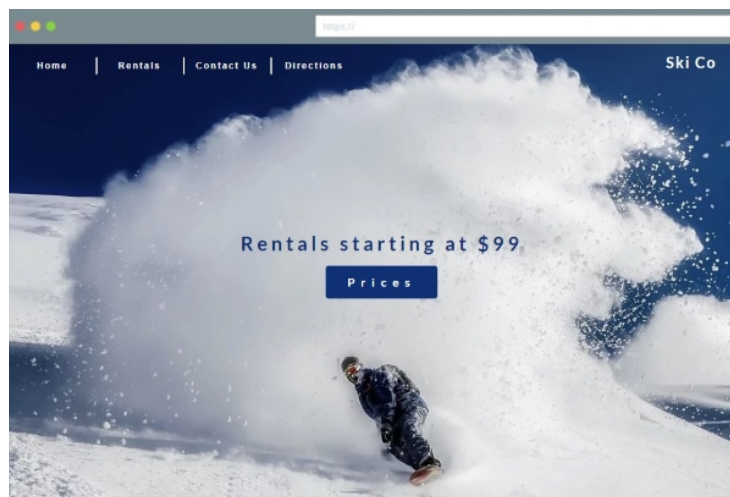 https://
Home | Rentals | Contact Us | Directions
Ski Co
Rentals starting at $99
Prices